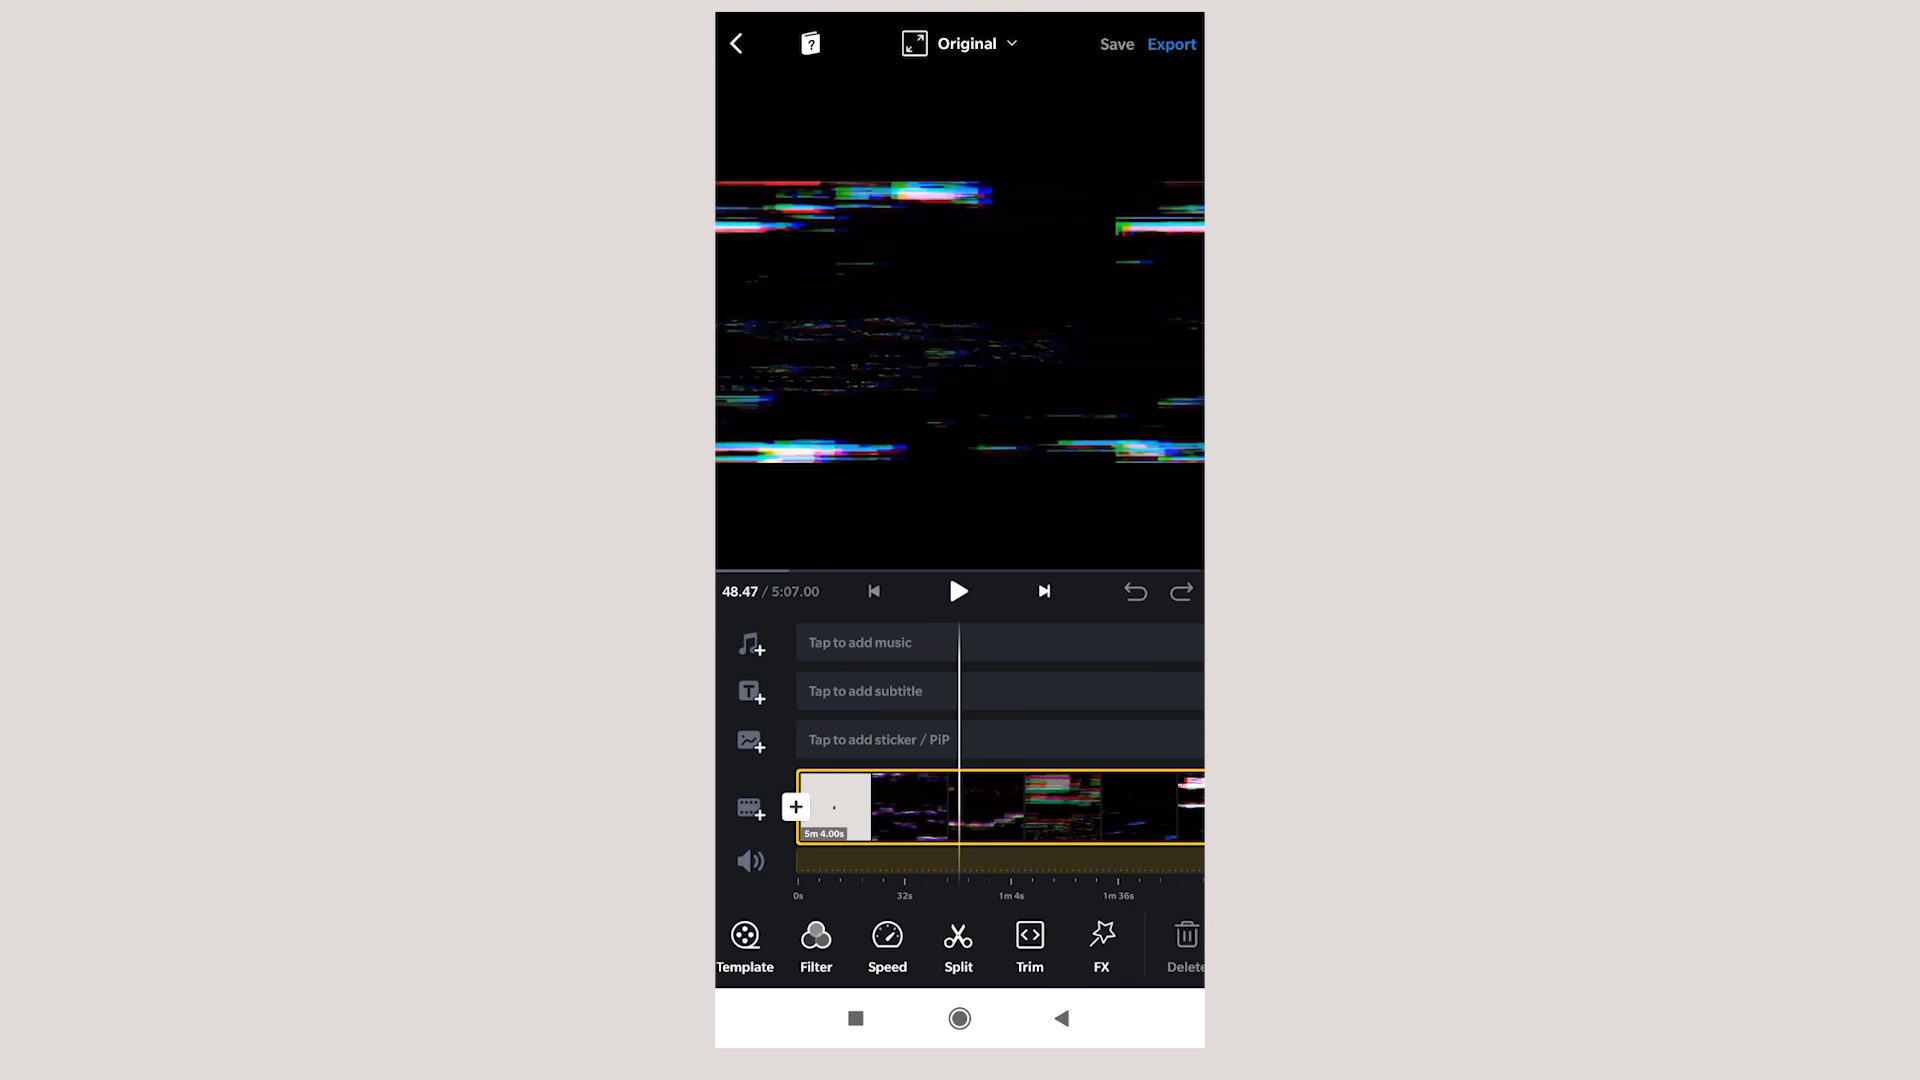 ?
Original
Save
Export
48.47 / 5:07.00
Tap to add music
T
Tap to add subtitle
Tap to add sticker / PiP
5m 4.00s
0s 32s 1m 4s 1m 36s
Template Filter Speed Split Trim FX Delete